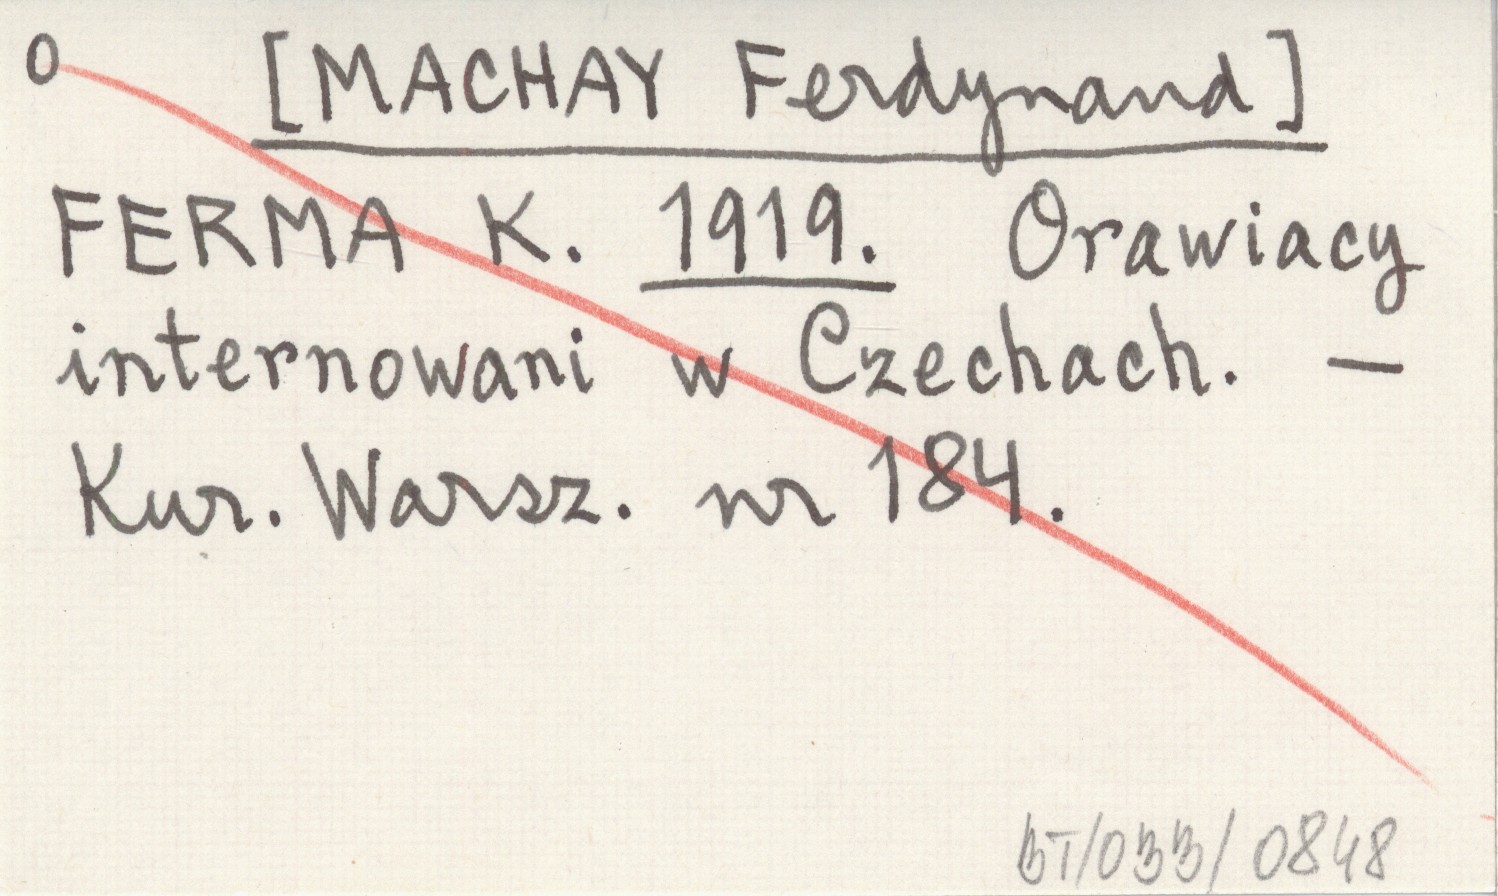 O [MACHAY Ferdynand]
FERMA K. 1919. Orawiacy
internowani w Czechach. —
Kur. Warsz. nr 184.
BT/033/0848